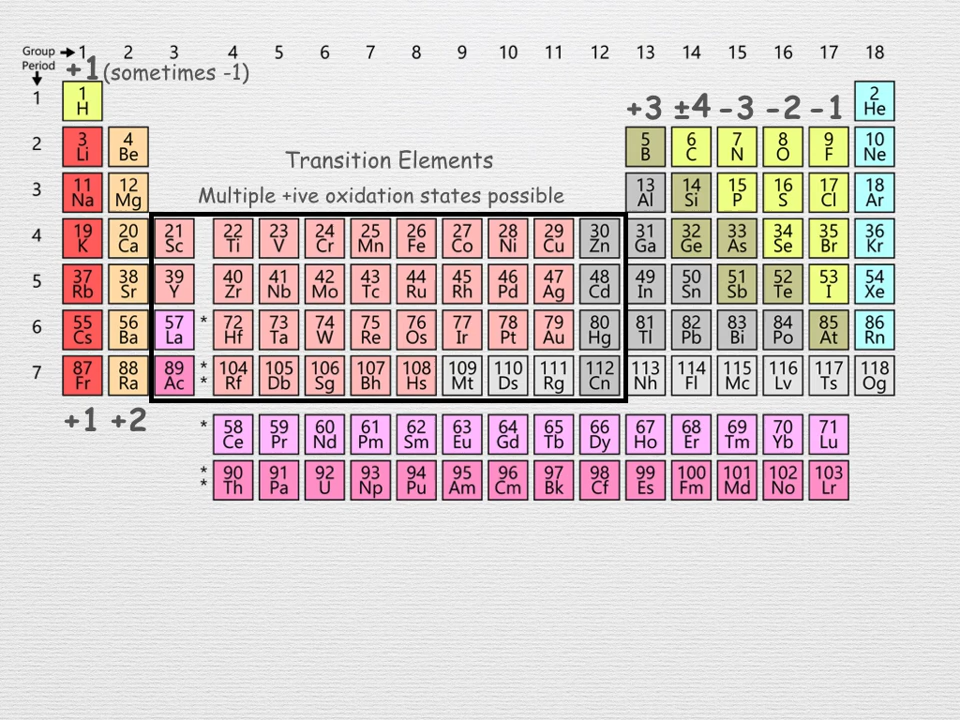 Group → 1 2 3 4 5 6 7 8 9 10 11 12 13 14 15 16 17 18
Period
+1 (sometimes -1)
1 1 2
H He
+3 ±4 -3 -2 -1
2 3 4 5 6 7 8 9 10
Li Be B C N O F Ne
Transition Elements
3 11 12 13 14 15 16 17 18
Na Mg Al Si P S Cl Ar
Multiple +ive oxidation states possible
4 19 20 21 22 23 24 25 26 27 28 29 30 31 32 33 34 35 36
K Ca Sc Ti V Cr Mn Fe Co Ni Cu Zn Ga Ge As Se Br Kr
5 37 38 39 40 41 42 43 44 45 46 47 48 49 50 51 52 53 54
Rb Sr Y Zr Nb Mo Tc Ru Rh Pd Ag Cd In Sn Sb Te I Xe
6 55 56 57 * 72 73 74 75 76 77 78 79 80 81 82 83 84 85 86
Cs Ba La Hf Ta W Re Os Ir Pt Au Hg Tl Pb Bi Po At Rn
7 87 88 89 * 104 105 106 107 108 109 110 111 112 113 114 115 116 117 118
Fr Ra Ac * Rf Db Sg Bh Hs Mt Ds Rg Cn Nh Fl Mc Lv Ts Og
+1 +2
* 58 59 60 61 62 63 64 65 66 67 68 69 70 71
Ce Pr Nd Pm Sm Eu Gd Tb Dy Ho Er Tm Yb Lu
* 90 91 92 93 94 95 96 97 98 99 100 101 102 103
* Th Pa U Np Pu Am Cm Bk Cf Es Fm Md No Lr